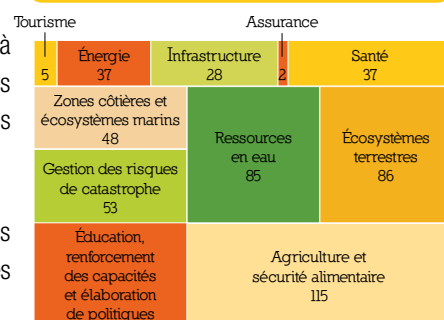 Tourisme
Assurance
à
s
s
s
s
Énergie
37
Infrastructure
28
Santé
37
5
2
Zones côtières et
écosystèmes marins
48
Ressources
en eau
85
Écosystèmes
terrestres
86
Gestion des risques
de catastrophe
53
Éducation,
renforcement
des capacités
et élaboration
de politiques
Agriculture et
sécurité alimentaire
115